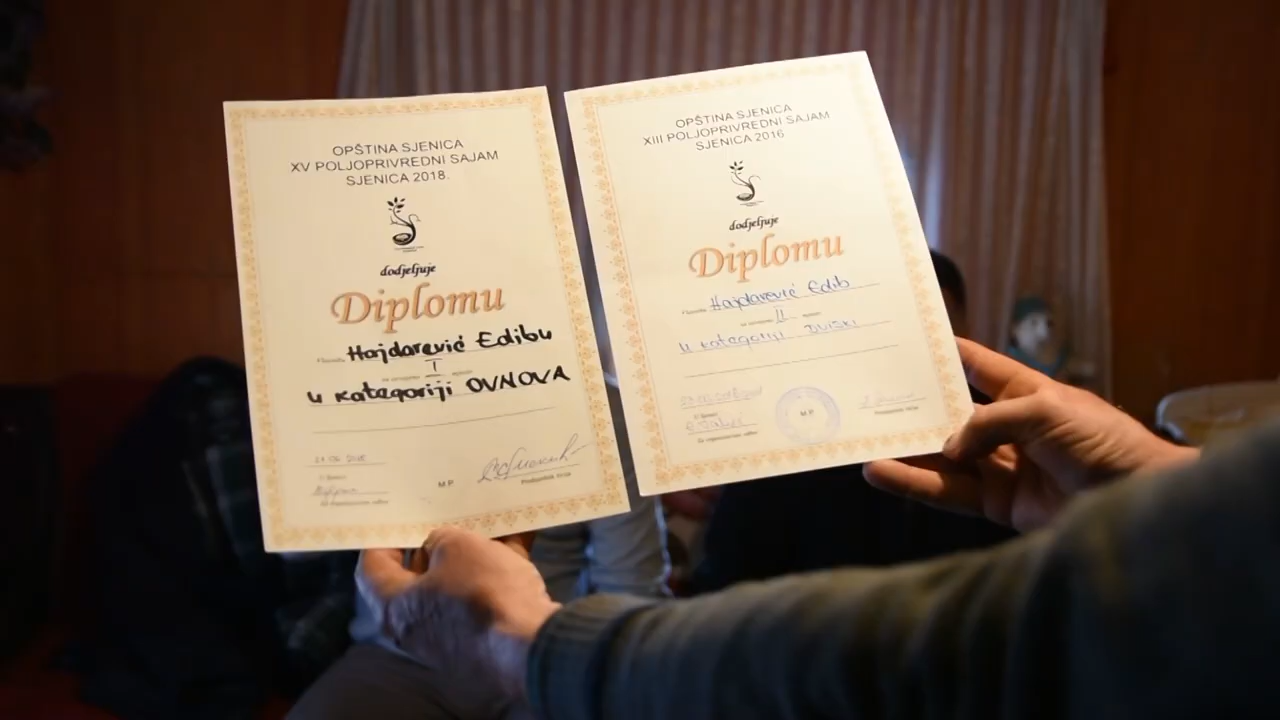 OPŠTINA SJENICA
XV POLJOPRIVREDNI SAJAM
SJENICA 2018.
dodjeljuje
Diplomu
Hajdarević Edibu
I
u kategoriji OVNOVA
M.P.
OPŠTINA SJENICA
XIII POLJOPRIVREDNI SAJAM
SJENICA 2016
dodjeljuje
Diplomu
Hajdarević Edib
II
u kategoriji DVIŠKI
M.P.